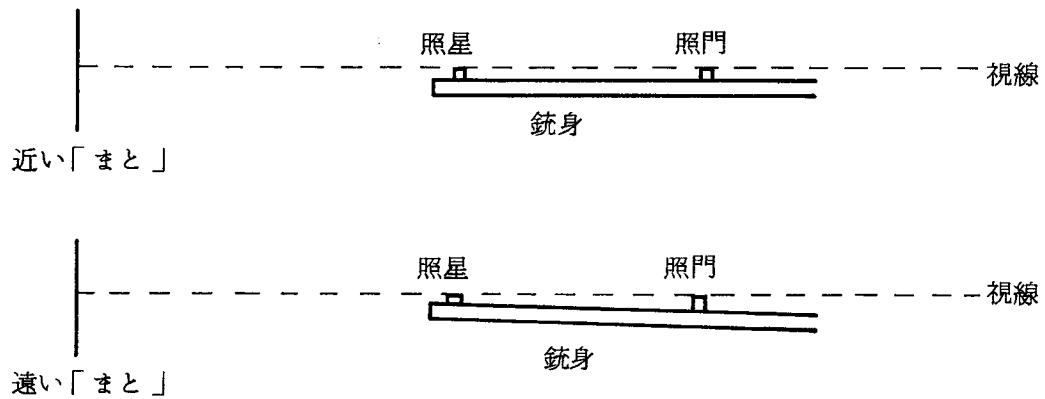 照星 照門
視線
銃身
近い「まと」
照星 照門
視線
銃身
遠い「まと」